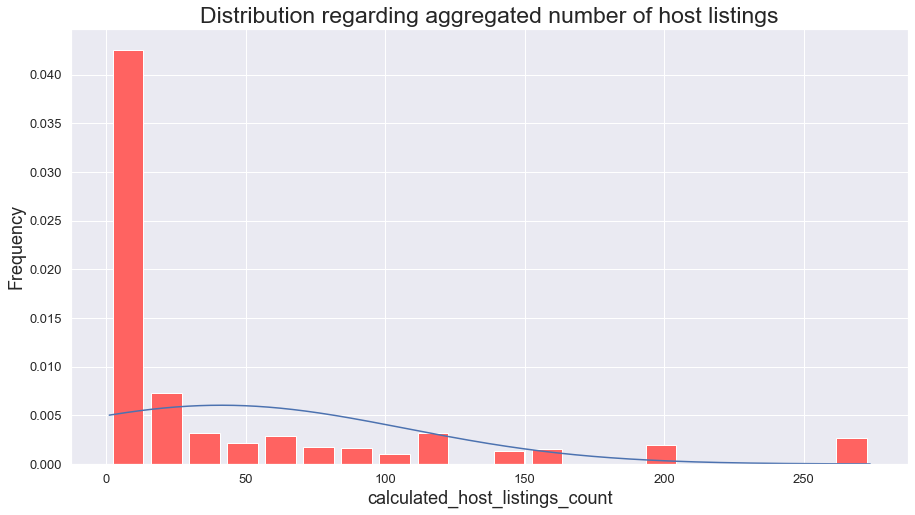 Distribution regarding aggregated number of host listings
Frequency
0.040
0.035
0.030
0.025
0.020
0.015
0.010
0.005
0.000
0 50 100 150 200 250
calculated_host_listings_count